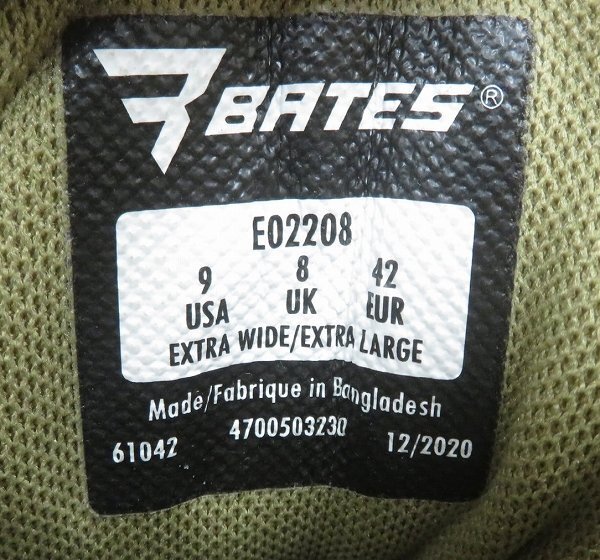 BATES®
E02208
9 8 42
USA UK EUR
EXTRA WIDE/EXTRA LARGE
Made/Fabrique in Bangladesh
61042 4700503230 12/2020